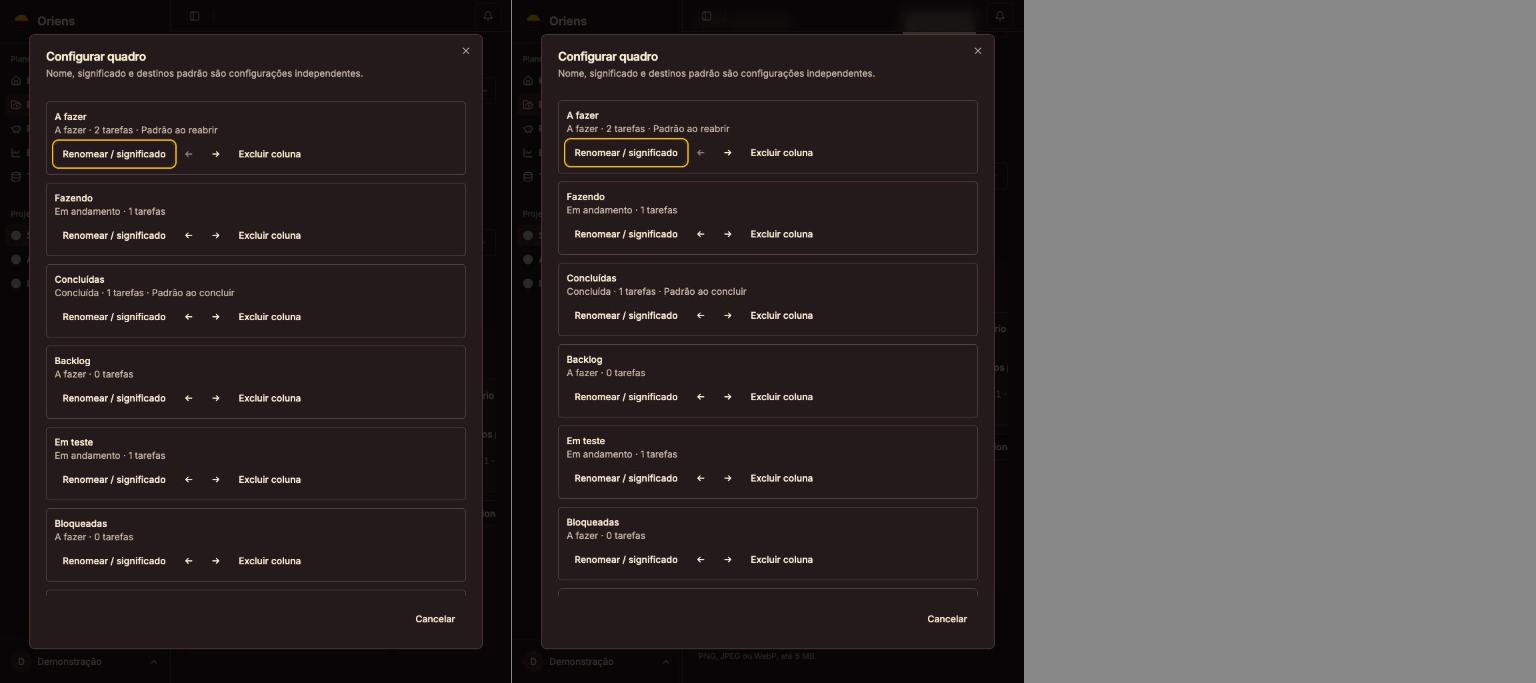 Oriens
Configurar quadro
Nome, significado e destinos padrão são configurações independentes.
A fazer
A fazer · 2 tarefas · Padrão ao reabrir
Renomear / significado ← → Excluir coluna
Fazendo
Em andamento · 1 tarefas
Renomear / significado ← → Excluir coluna
Concluídas
Concluída · 1 tarefas · Padrão ao concluir
Renomear / significado ← → Excluir coluna
Backlog
A fazer · 0 tarefas
Renomear / significado ← → Excluir coluna
Em teste
Em andamento · 1 tarefas
Renomear / significado ← → Excluir coluna
Bloqueadas
A fazer · 0 tarefas
Renomear / significado ← → Excluir coluna
Cancelar
D Demonstração
Oriens
Configurar quadro
Nome, significado e destinos padrão são configurações independentes.
A fazer
A fazer · 2 tarefas · Padrão ao reabrir
Renomear / significado ← → Excluir coluna
Fazendo
Em andamento · 1 tarefas
Renomear / significado ← → Excluir coluna
Concluídas
Concluída · 1 tarefas · Padrão ao concluir
Renomear / significado ← → Excluir coluna
Backlog
A fazer · 0 tarefas
Renomear / significado ← → Excluir coluna
Em teste
Em andamento · 1 tarefas
Renomear / significado ← → Excluir coluna
Bloqueadas
A fazer · 0 tarefas
Renomear / significado ← → Excluir coluna
Cancelar
D Demonstração
PNG, JPEG ou WebP, até 5 MB.